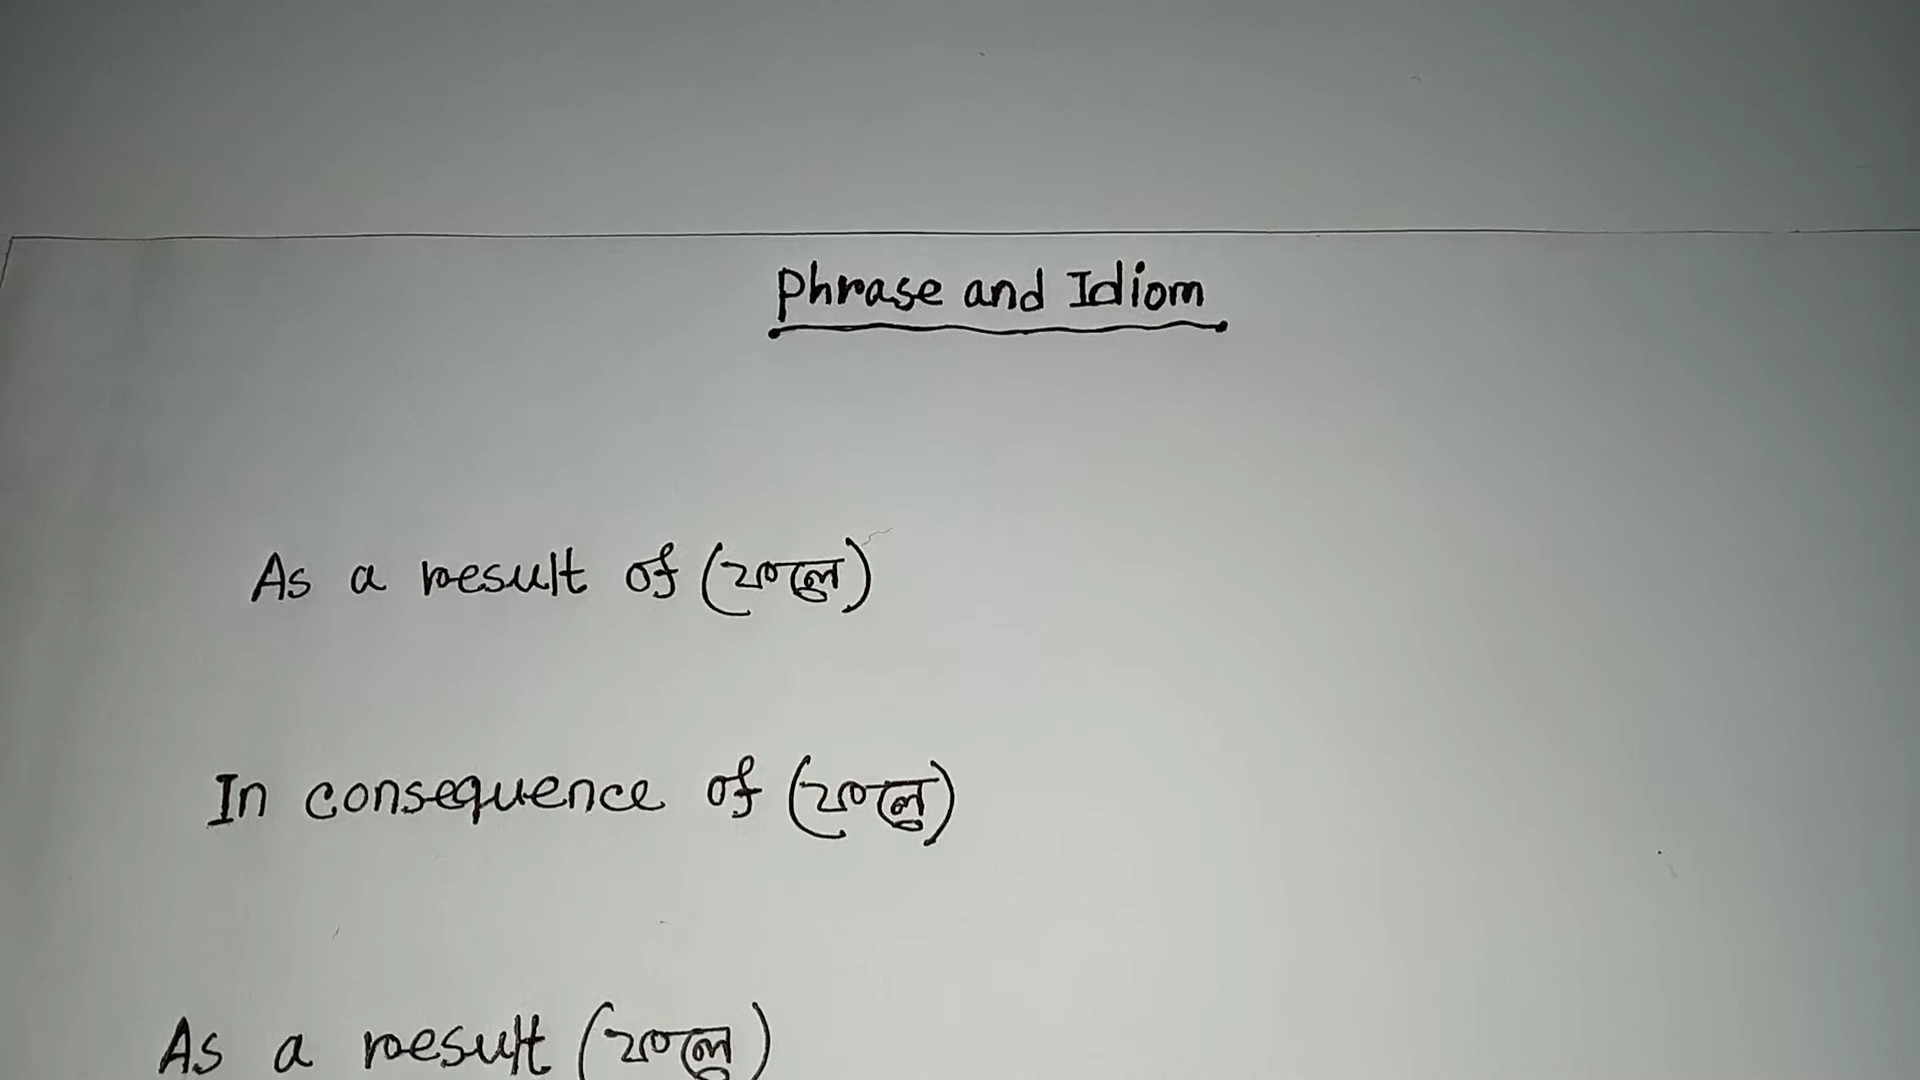 Phrase and Idiom
As a result of (ফলে)
In consequence of (ফলে)
As a result (ফলে)